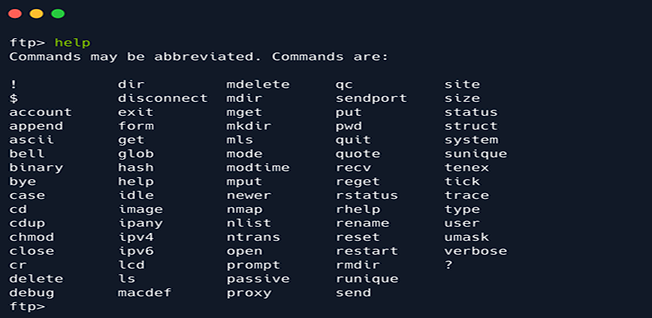 ftp> help
Commands may be abbreviated. Commands are:
! dir mdelete qc site
$ disconnect mdir sendport size
account exit mget put status
append form mkdir pwd struct
ascii get mls quit system
bell glob mode quote sunique
binary hash modtime recv tenex
bye help mput reget tick
case idle newer rstatus trace
cd image nmap rhelp type
cdup ipany nlist rename user
chmod ipv4 ntrans reset umask
close ipv6 open restart verbose
cr lcd prompt rmdir ?
delete ls passive runique
debug macdef proxy send
ftp>